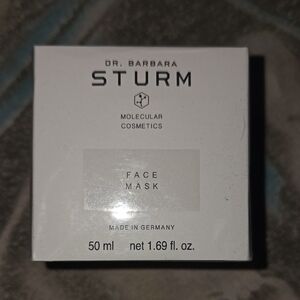 DR. BARBARA
STURM
MOLECULAR
COSMETICS
FACE
MASK
MADE IN GERMANY
50 ml net 1.69 fl. oz.